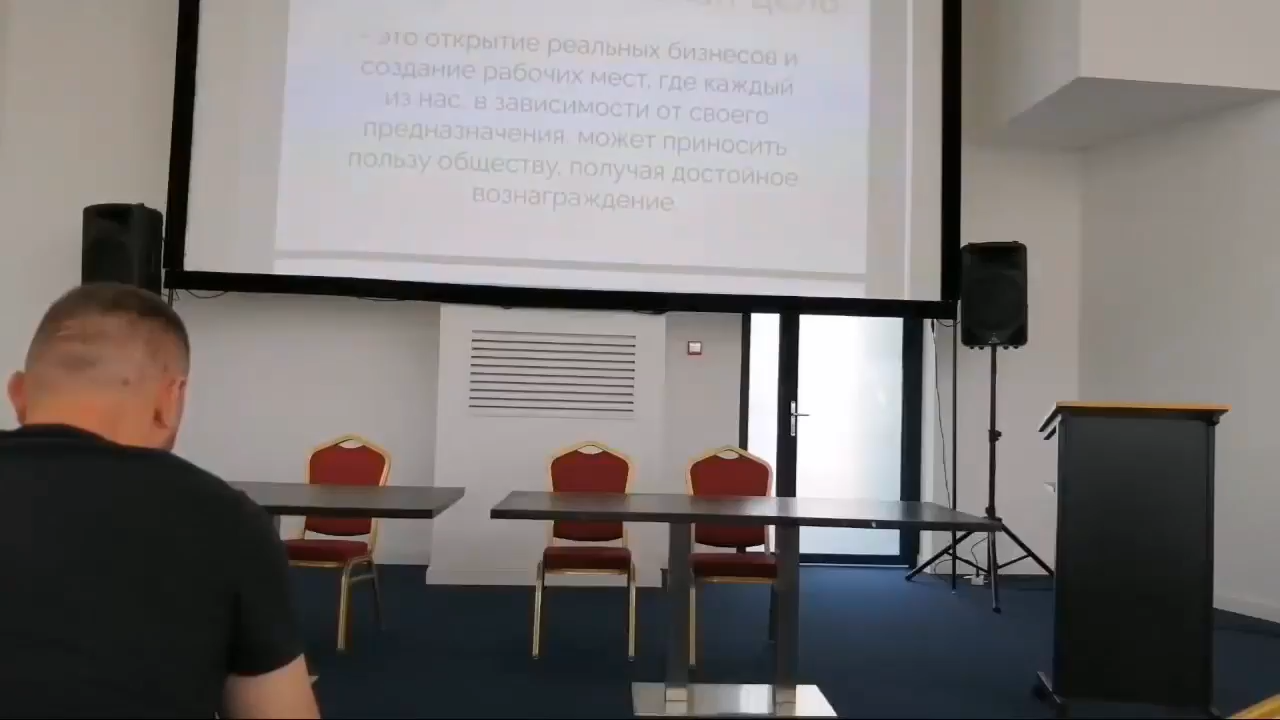 цель
- это открытие реальных бизнесов и
создание рабочих мест, где каждый
из нас, в зависимости от своего
предназначения, может приносить
пользу обществу, получая достойное
вознаграждение